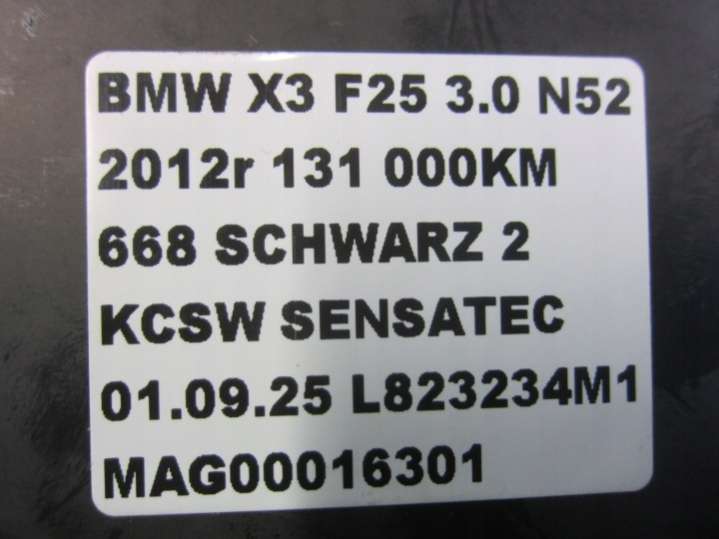 BMW X3 F25 3.0 N52
2012r 131 000KM
668 SCHWARZ 2
KCSW SENSATEC
01.09.25 L823234M1
MAG00016301